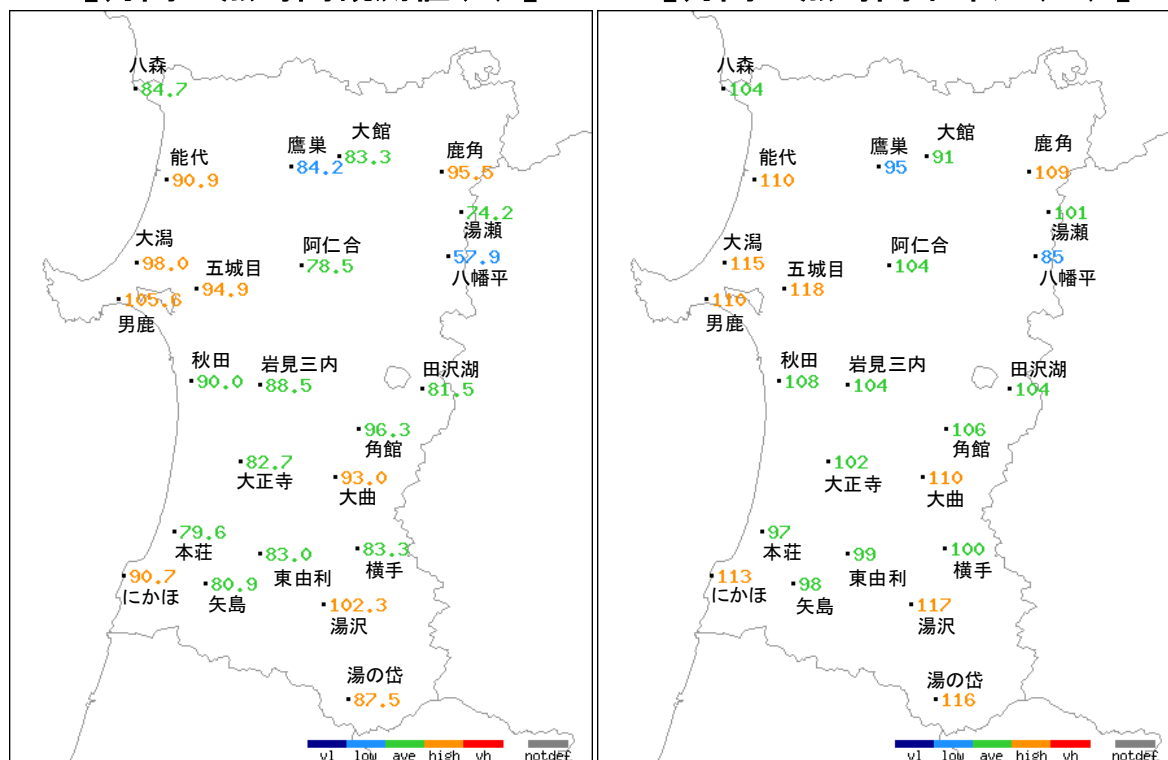 八森
84.7
大館
83.3
鷹巣
84.2
鹿角
95.5
能代
90.9
74.2
湯瀬
大潟
98.0
阿仁合
78.5
57.9
八幡平
五城目
94.9
105.6
男鹿
秋田
90.0
岩見三内
88.5
田沢湖
81.5
96.3
角館
82.7
大正寺
93.0
大曲
79.6
本荘
83.0
東由利
83.3
横手
90.7
にかほ
80.9
矢島
102.3
湯沢
湯の岱
87.5
vl low ave high vh notdef
八森
104
大館
91
鷹巣
95
鹿角
109
能代
110
101
湯瀬
大潟
115
阿仁合
104
85
八幡平
五城目
118
110
男鹿
秋田
108
岩見三内
104
田沢湖
104
106
角館
102
大正寺
110
大曲
97
本荘
99
東由利
100
横手
113
にかほ
98
矢島
117
湯沢
湯の岱
116
vl low ave high vh notdef